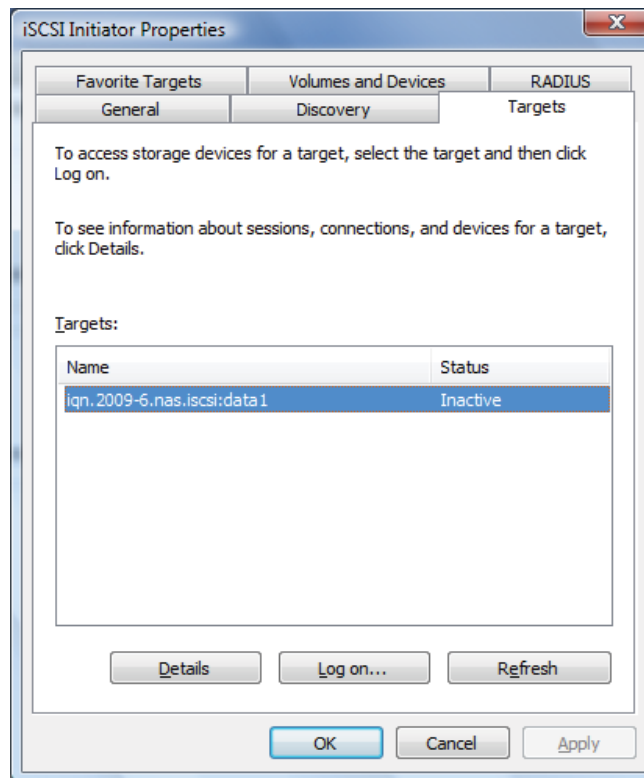 iSCSI Initiator Properties
X
Favorite Targets
Volumes and Devices
RADIUS
General
Discovery
Targets
To access storage devices for a target, select the target and then click
Log on.
To see information about sessions, connections, and devices for a target,
click Details.
Targets:
Name Status
iqn.2009-6.nas.iscsi:data1 Inactive
Details
Log on...
Refresh
OK
Cancel
Apply